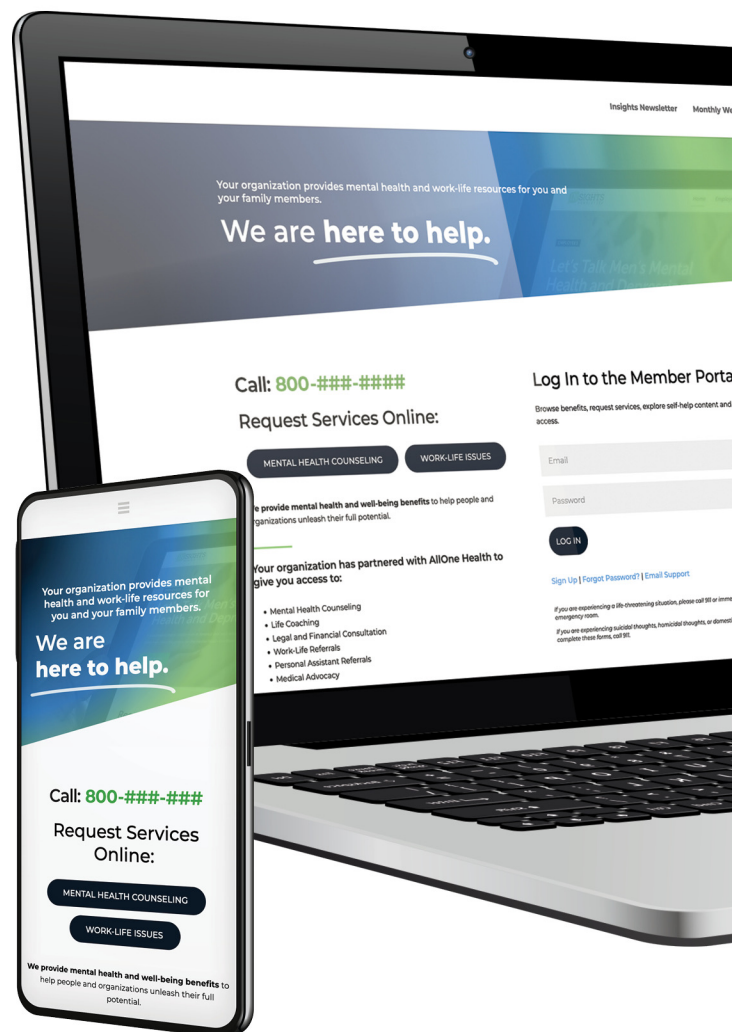 Insights Newsletter Monthly
Your organization provides mental health and work-life resources for you and
your family members.
We are here to help.
Let's Talk Men's Mental
Health and
Call: 800-###-####
Request Services Online:
MENTAL HEALTH COUNSELING WORK-LIFE ISSUES
provide mental health and well-being benefits to help people and
organizations unleash their full potential.
Your organization has partnered with AllOne Health to
give you access to:
• Mental Health Counseling
• Life Coaching
• Legal and Financial Consultation
• Work-Life Referrals
• Personal Assistant Referrals
• Medical Advocacy
Log In to the Member
Browse benefits, request services, explore self-help content and
access.
Email
Password
LOG IN
Sign Up | Forgot Password? | Email Support
If you are experiencing a life-threatening situation, please call 911 or
emergency room.
If you are experiencing suicidal thoughts, homicidal thoughts, or
complete these forms, call 911.
Your organization provides mental
health and work-life resources for
you and your family members.
We are
here to help.
Call: 800-###-###
Request Services
Online:
MENTAL HEALTH COUNSELING
WORK-LIFE ISSUES
We provide mental health and well-being benefits to
help people and organizations unleash their full
potential.